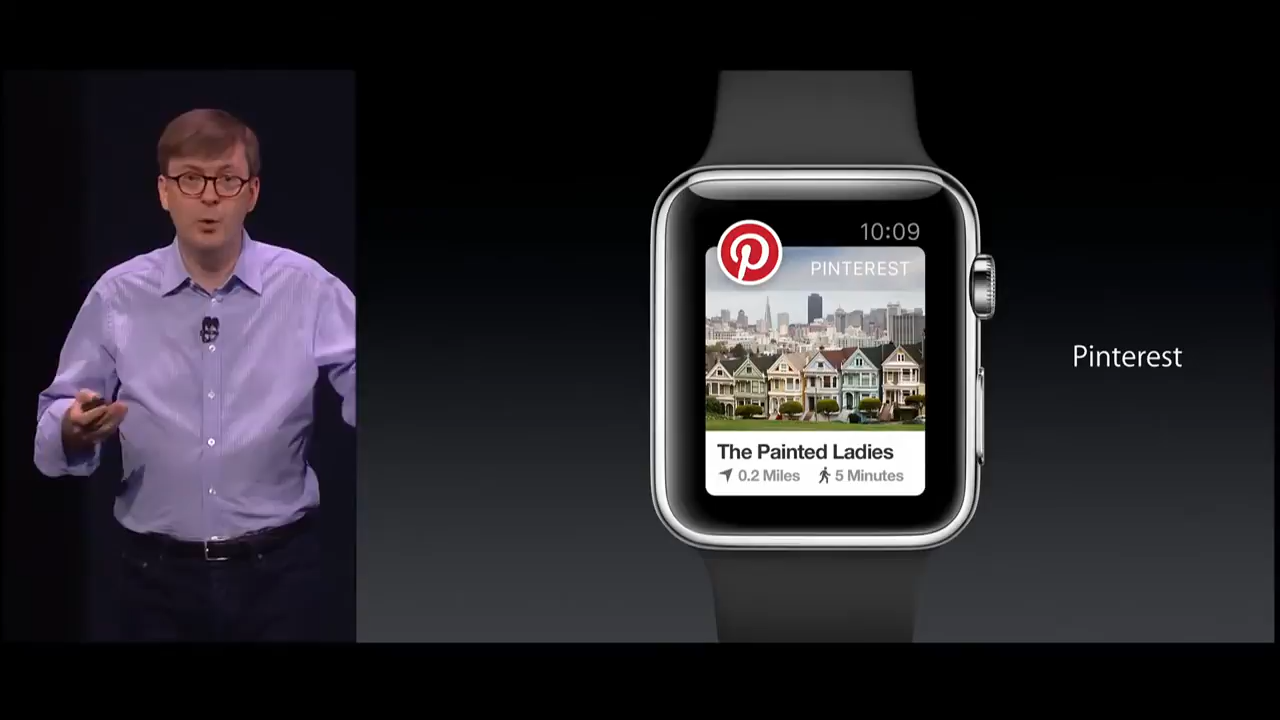 10:09
PINTEREST
The Painted Ladies
0.2 Miles 5 Minutes
Pinterest